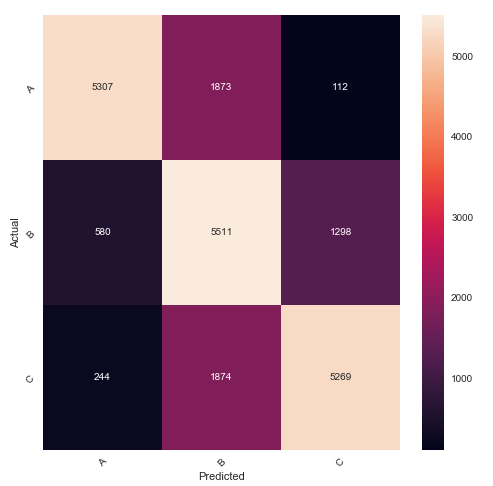 A 5307 1873 112
B 580 5511 1298
C 244 1874 5269
A B C
Actual
Predicted
5000
4000
3000
2000
1000